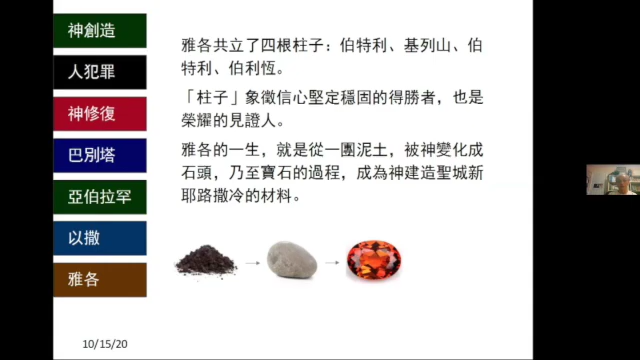 神創造
人犯罪
神修復
巴別塔
亞伯拉罕
以撒
雅各
雅各共立了四根柱子：伯特利、基列山、伯
特利、伯利恆。
「柱子」象徵信心堅定穩固的得勝者，也是
榮耀的見證人。
雅各的一生，就是從一團泥土，被神變化成
石頭，乃至寶石的過程，成為神建造聖城新
耶路撒冷的材料。
10/15/20